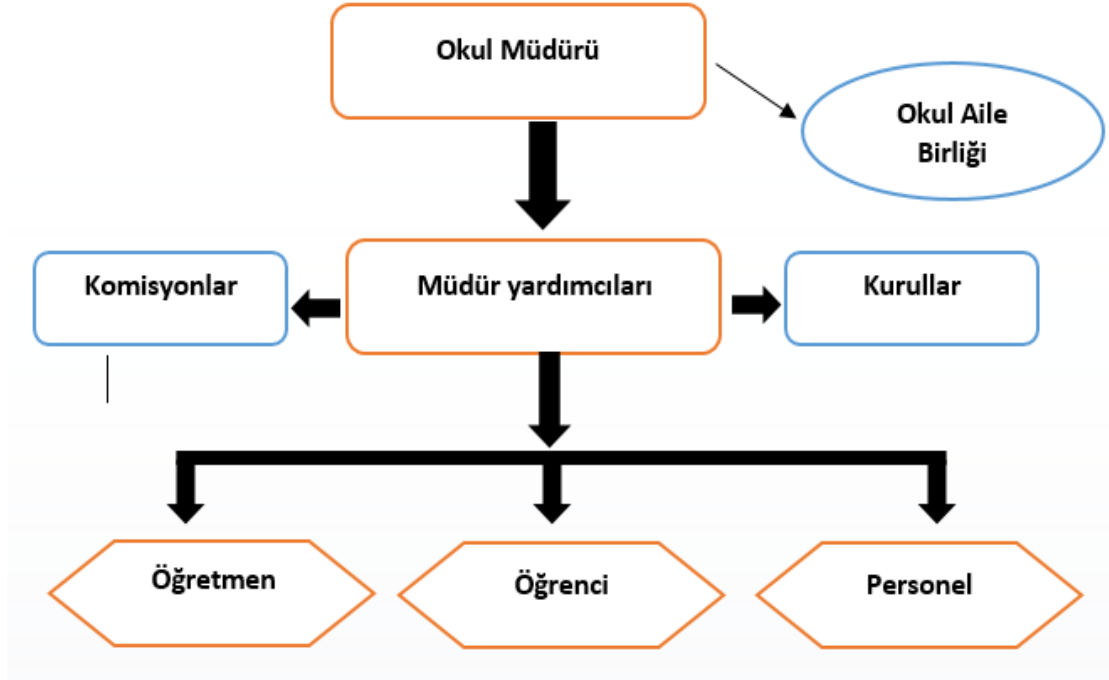 Okul Müdürü
Okul Aile
Birliği
Komisyonlar
Müdür yardımcıları
Kurullar
Öğretmen
Öğrenci
Personel